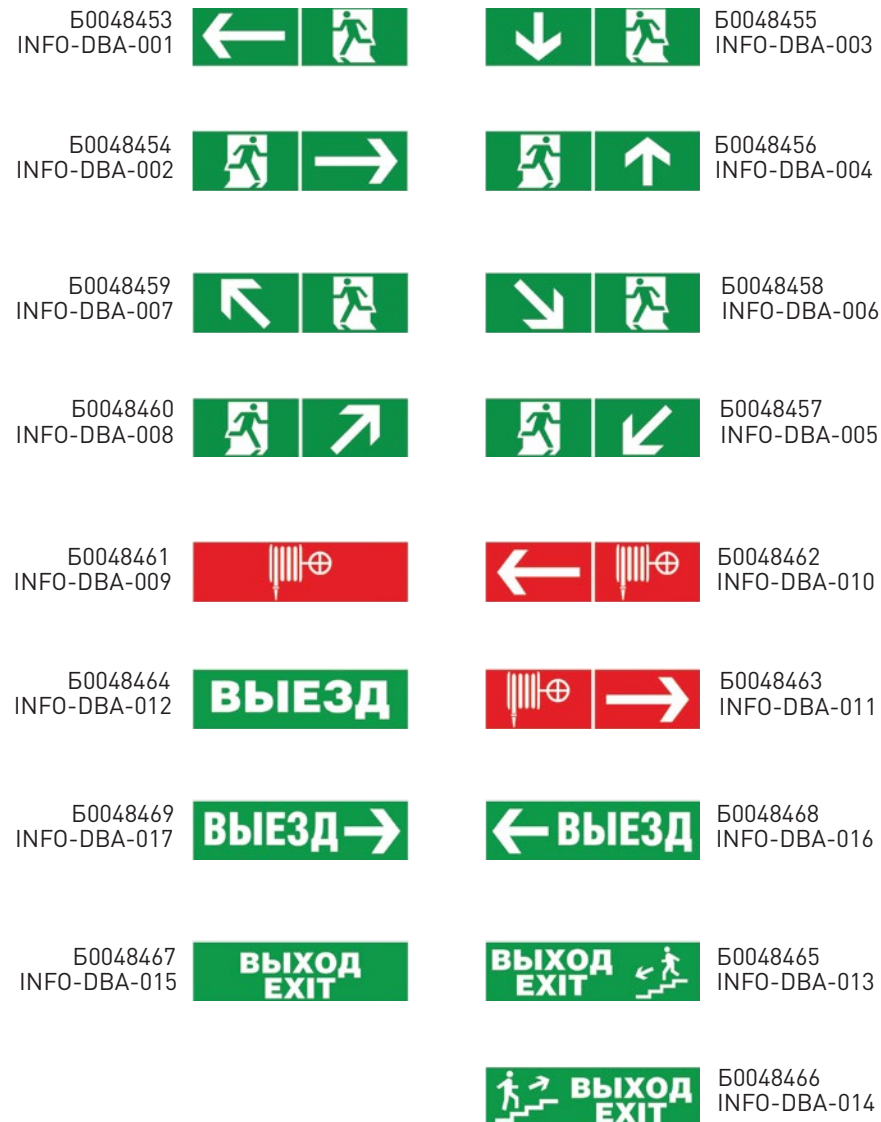 Б0048453
INFO-DBA-001
Б0048455
INFO-DBA-003
Б0048454
INFO-DBA-002
Б0048456
INFO-DBA-004
Б0048459
INFO-DBA-007
Б0048458
INFO-DBA-006
Б0048460
INFO-DBA-008
Б0048457
INFO-DBA-005
Б0048461
INFO-DBA-009
Б0048462
INFO-DBA-010
Б0048464
INFO-DBA-012
ВЫЕЗД
Б0048463
INFO-DBA-011
Б0048469
INFO-DBA-017
ВЫЕЗД
ВЫЕЗД
Б0048468
INFO-DBA-016
Б0048467
INFO-DBA-015
ВЫХОД
EXIT
ВЫХОД
EXIT
Б0048465
INFO-DBA-013
ВЫХОД
EXIT
Б0048466
INFO-DBA-014